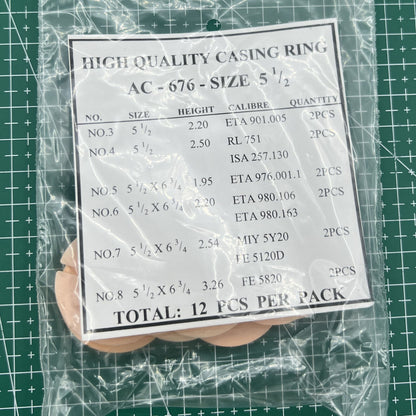 HIGH QUALITY CASING RING
AC - 676 - SIZE 5 1/2
NO. SIZE HEIGHT CALIBRE QUANTITY
NO.3 5 1/2 2.20 ETA 901.005 2PCS
NO.4 5 1/2 2.50 RL 751 2PCS
ISA 257.130
NO.5 5 1/2 X 6 3/4 1.95 ETA 976.001.1 2PCS
NO.6 5 1/2 X 6 3/4 2.20 ETA 980.106 2PCS
ETA 980.163
NO.7 5 1/2 X 6 3/4 2.54 MIY 5Y20 2PCS
FE 5120D
NO.8 5 1/2 X 6 3/4 3.26 FE 5820 2PCS
TOTAL: 12 PCS PER PACK